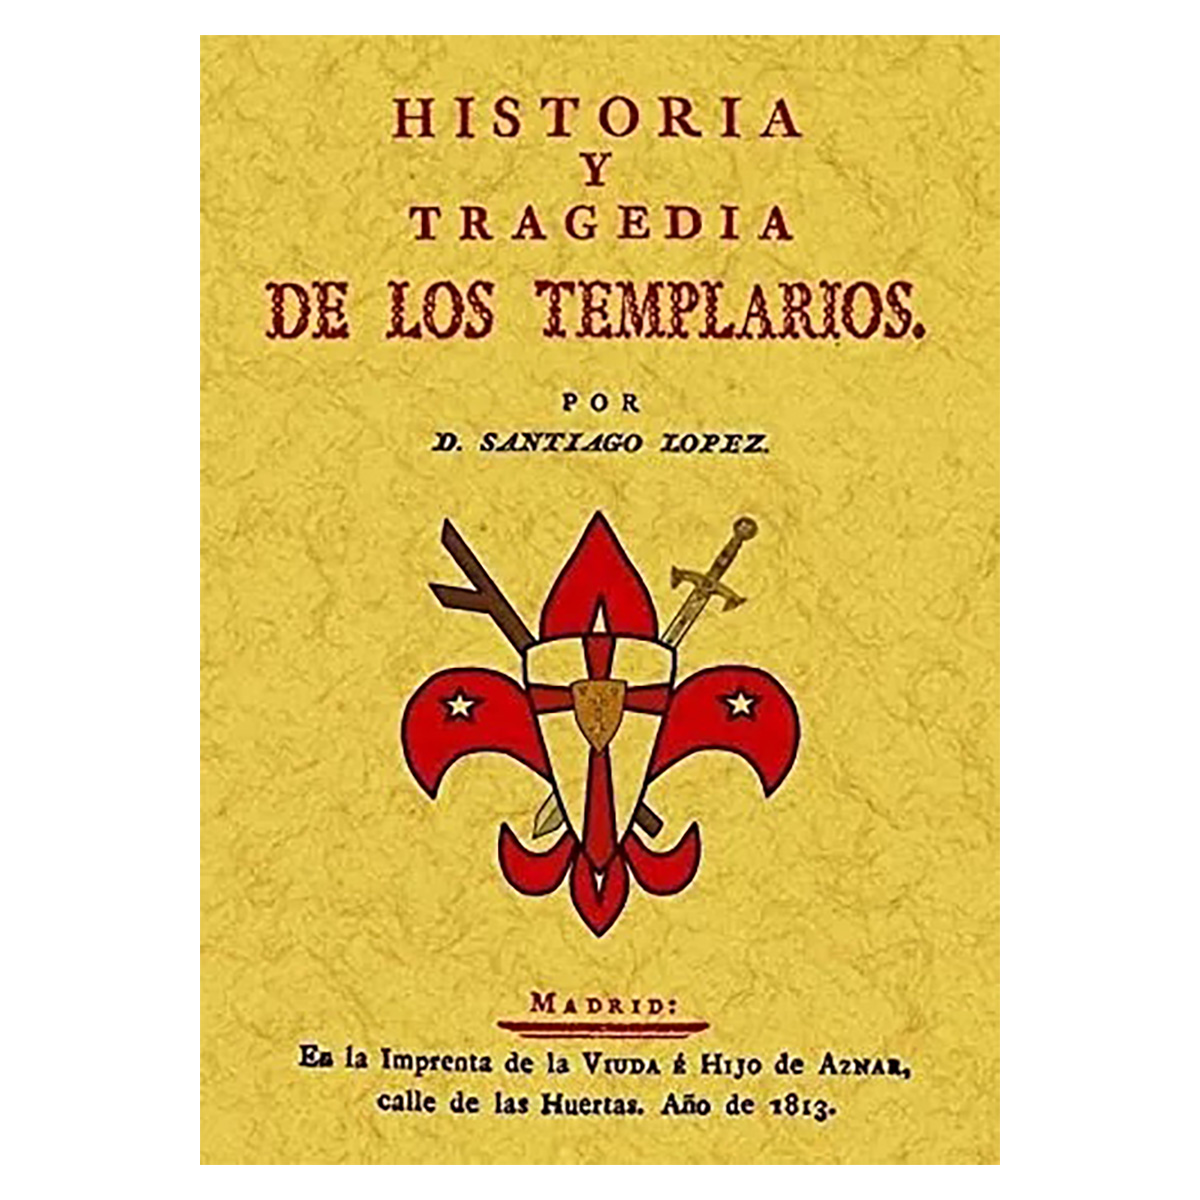 HISTORIA
Y
TRAGEDIA
DE LOS TEMPLARIOS.
POR
D. SANTIAGO LOPEZ.
MADRID:
En la Imprenta de la VIUDA É HIJO de AZNAR,
calle de las Huertas. Año de 1813.